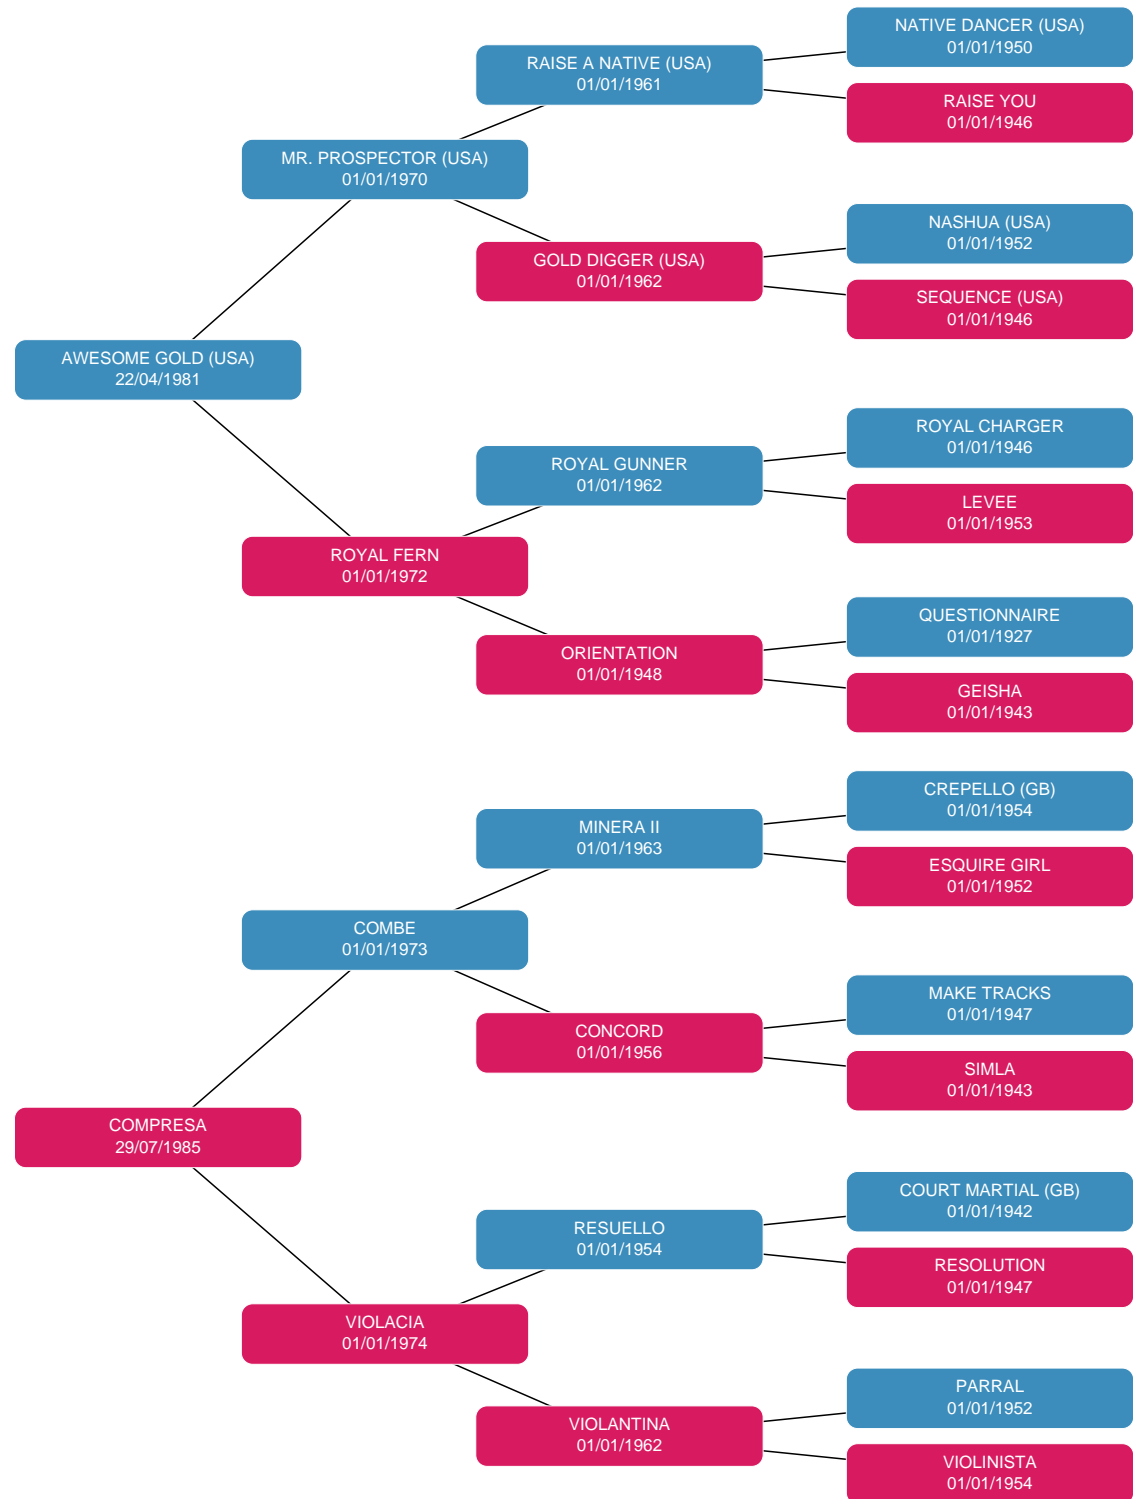 NATIVE DANCER (USA)
01/01/1950
RAISE A NATIVE (USA)
01/01/1961
RAISE YOU
01/01/1946
MR. PROSPECTOR (USA)
01/01/1970
NASHUA (USA)
01/01/1952
GOLD DIGGER (USA)
01/01/1962
SEQUENCE (USA)
01/01/1946
AWESOME GOLD (USA)
22/04/1981
ROYAL CHARGER
01/01/1946
ROYAL GUNNER
01/01/1962
LEVEE
01/01/1953
ROYAL FERN
01/01/1972
QUESTIONNAIRE
01/01/1927
ORIENTATION
01/01/1948
GEISHA
01/01/1943
CREPELLO (GB)
01/01/1954
MINERA II
01/01/1963
ESQUIRE GIRL
01/01/1952
COMBE
01/01/1973
MAKE TRACKS
01/01/1947
CONCORD
01/01/1956
SIMLA
01/01/1943
COMPRESA
29/07/1985
COURT MARTIAL (GB)
01/01/1942
RESUELLO
01/01/1954
RESOLUTION
01/01/1947
VIOLACIA
01/01/1974
PARRAL
01/01/1952
VIOLANTINA
01/01/1962
VIOLINISTA
01/01/1954